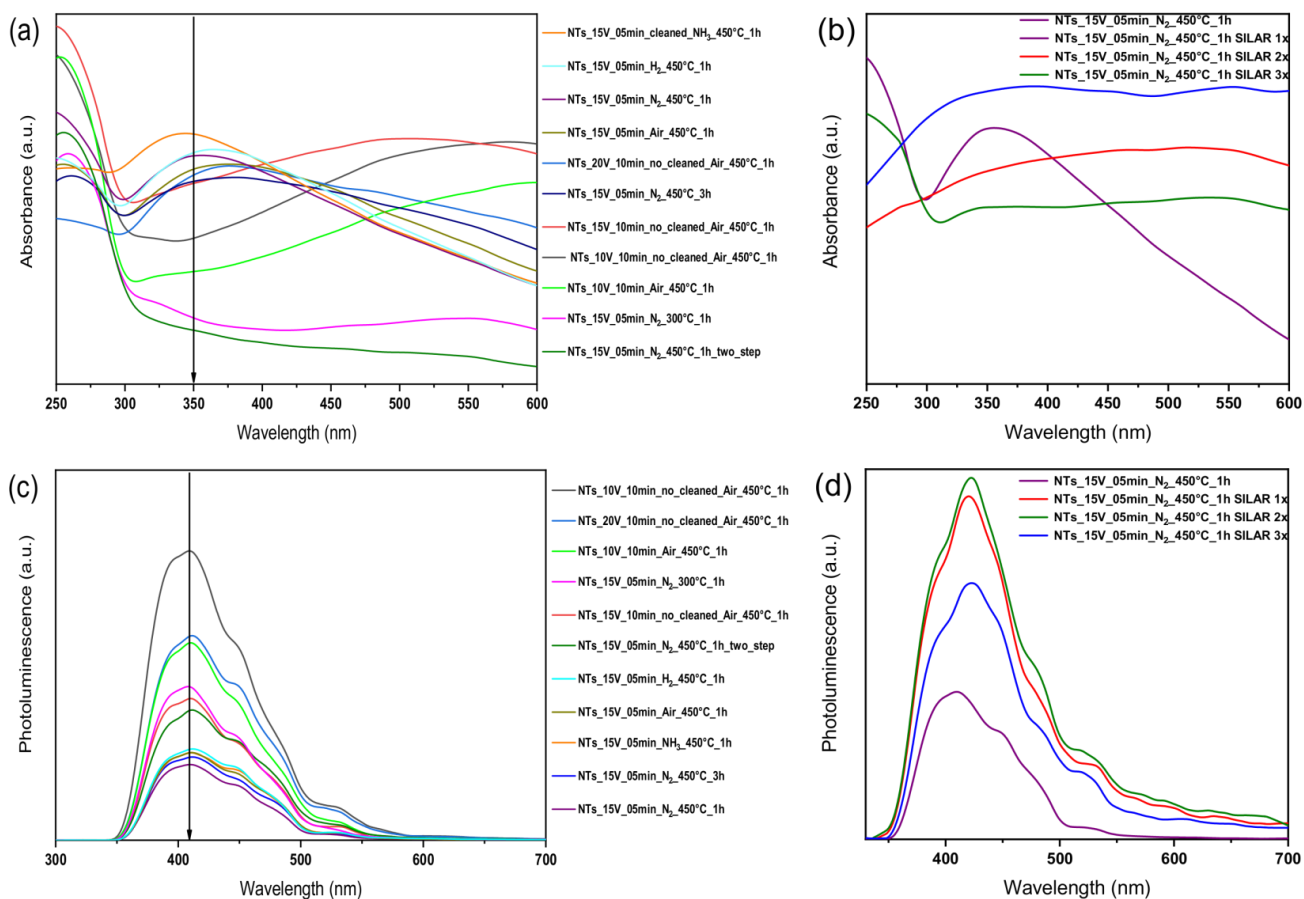 (a)
Absorbance (a.u.)
250 300 350 400 450 500 550 600
Wavelength (nm)
NTs_15V_05min_cleaned_NH₃_450°C_1h
NTs_15V_05min_H₂_450°C_1h
NTs_15V_05min_N₂_450°C_1h
NTs_15V_05min_Air_450°C_1h
NTs_20V_10min_no_cleaned_Air_450°C_1h
NTs_15V_05min_N₂_450°C_3h
NTs_15V_10min_no_cleaned_Air_450°C_1h
NTs_10V_10min_no_cleaned_Air_450°C_1h
NTs_10V_10min_Air_450°C_1h
NTs_15V_05min_N₂_300°C_1h
NTs_15V_05min_N₂_450°C_1h_two_step
(b)
NTs_15V_05min_N₂_450°C_1h
NTs_15V_05min_N₂_450°C_1h SILAR 1x
NTs_15V_05min_N₂_450°C_1h SILAR 2x
NTs_15V_05min_N₂_450°C_1h SILAR 3x
Absorbance (a.u.)
250 300 350 400 450 500 550 600
Wavelength (nm)
(c)
Photoluminescence (a.u.)
300 400 500 600 700
Wavelength (nm)
NTs_10V_10min_no_cleaned_Air_450°C_1h
NTs_20V_10min_no_cleaned_Air_450°C_1h
NTs_10V_10min_Air_450°C_1h
NTs_15V_05min_N₂_300°C_1h
NTs_15V_10min_no_cleaned_Air_450°C_1h
NTs_15V_05min_N₂_450°C_1h_two_step
NTs_15V_05min_H₂_450°C_1h
NTs_15V_05min_Air_450°C_1h
NTs_15V_05min_NH₃_450°C_1h
NTs_15V_05min_N₂_450°C_3h
NTs_15V_05min_N₂_450°C_1h
(d)
NTs_15V_05min_N₂_450°C_1h
NTs_15V_05min_N₂_450°C_1h SILAR 1x
NTs_15V_05min_N₂_450°C_1h SILAR 2x
NTs_15V_05min_N₂_450°C_1h SILAR 3x
Photoluminescence (a.u.)
400 500 600 700
Wavelength (nm)